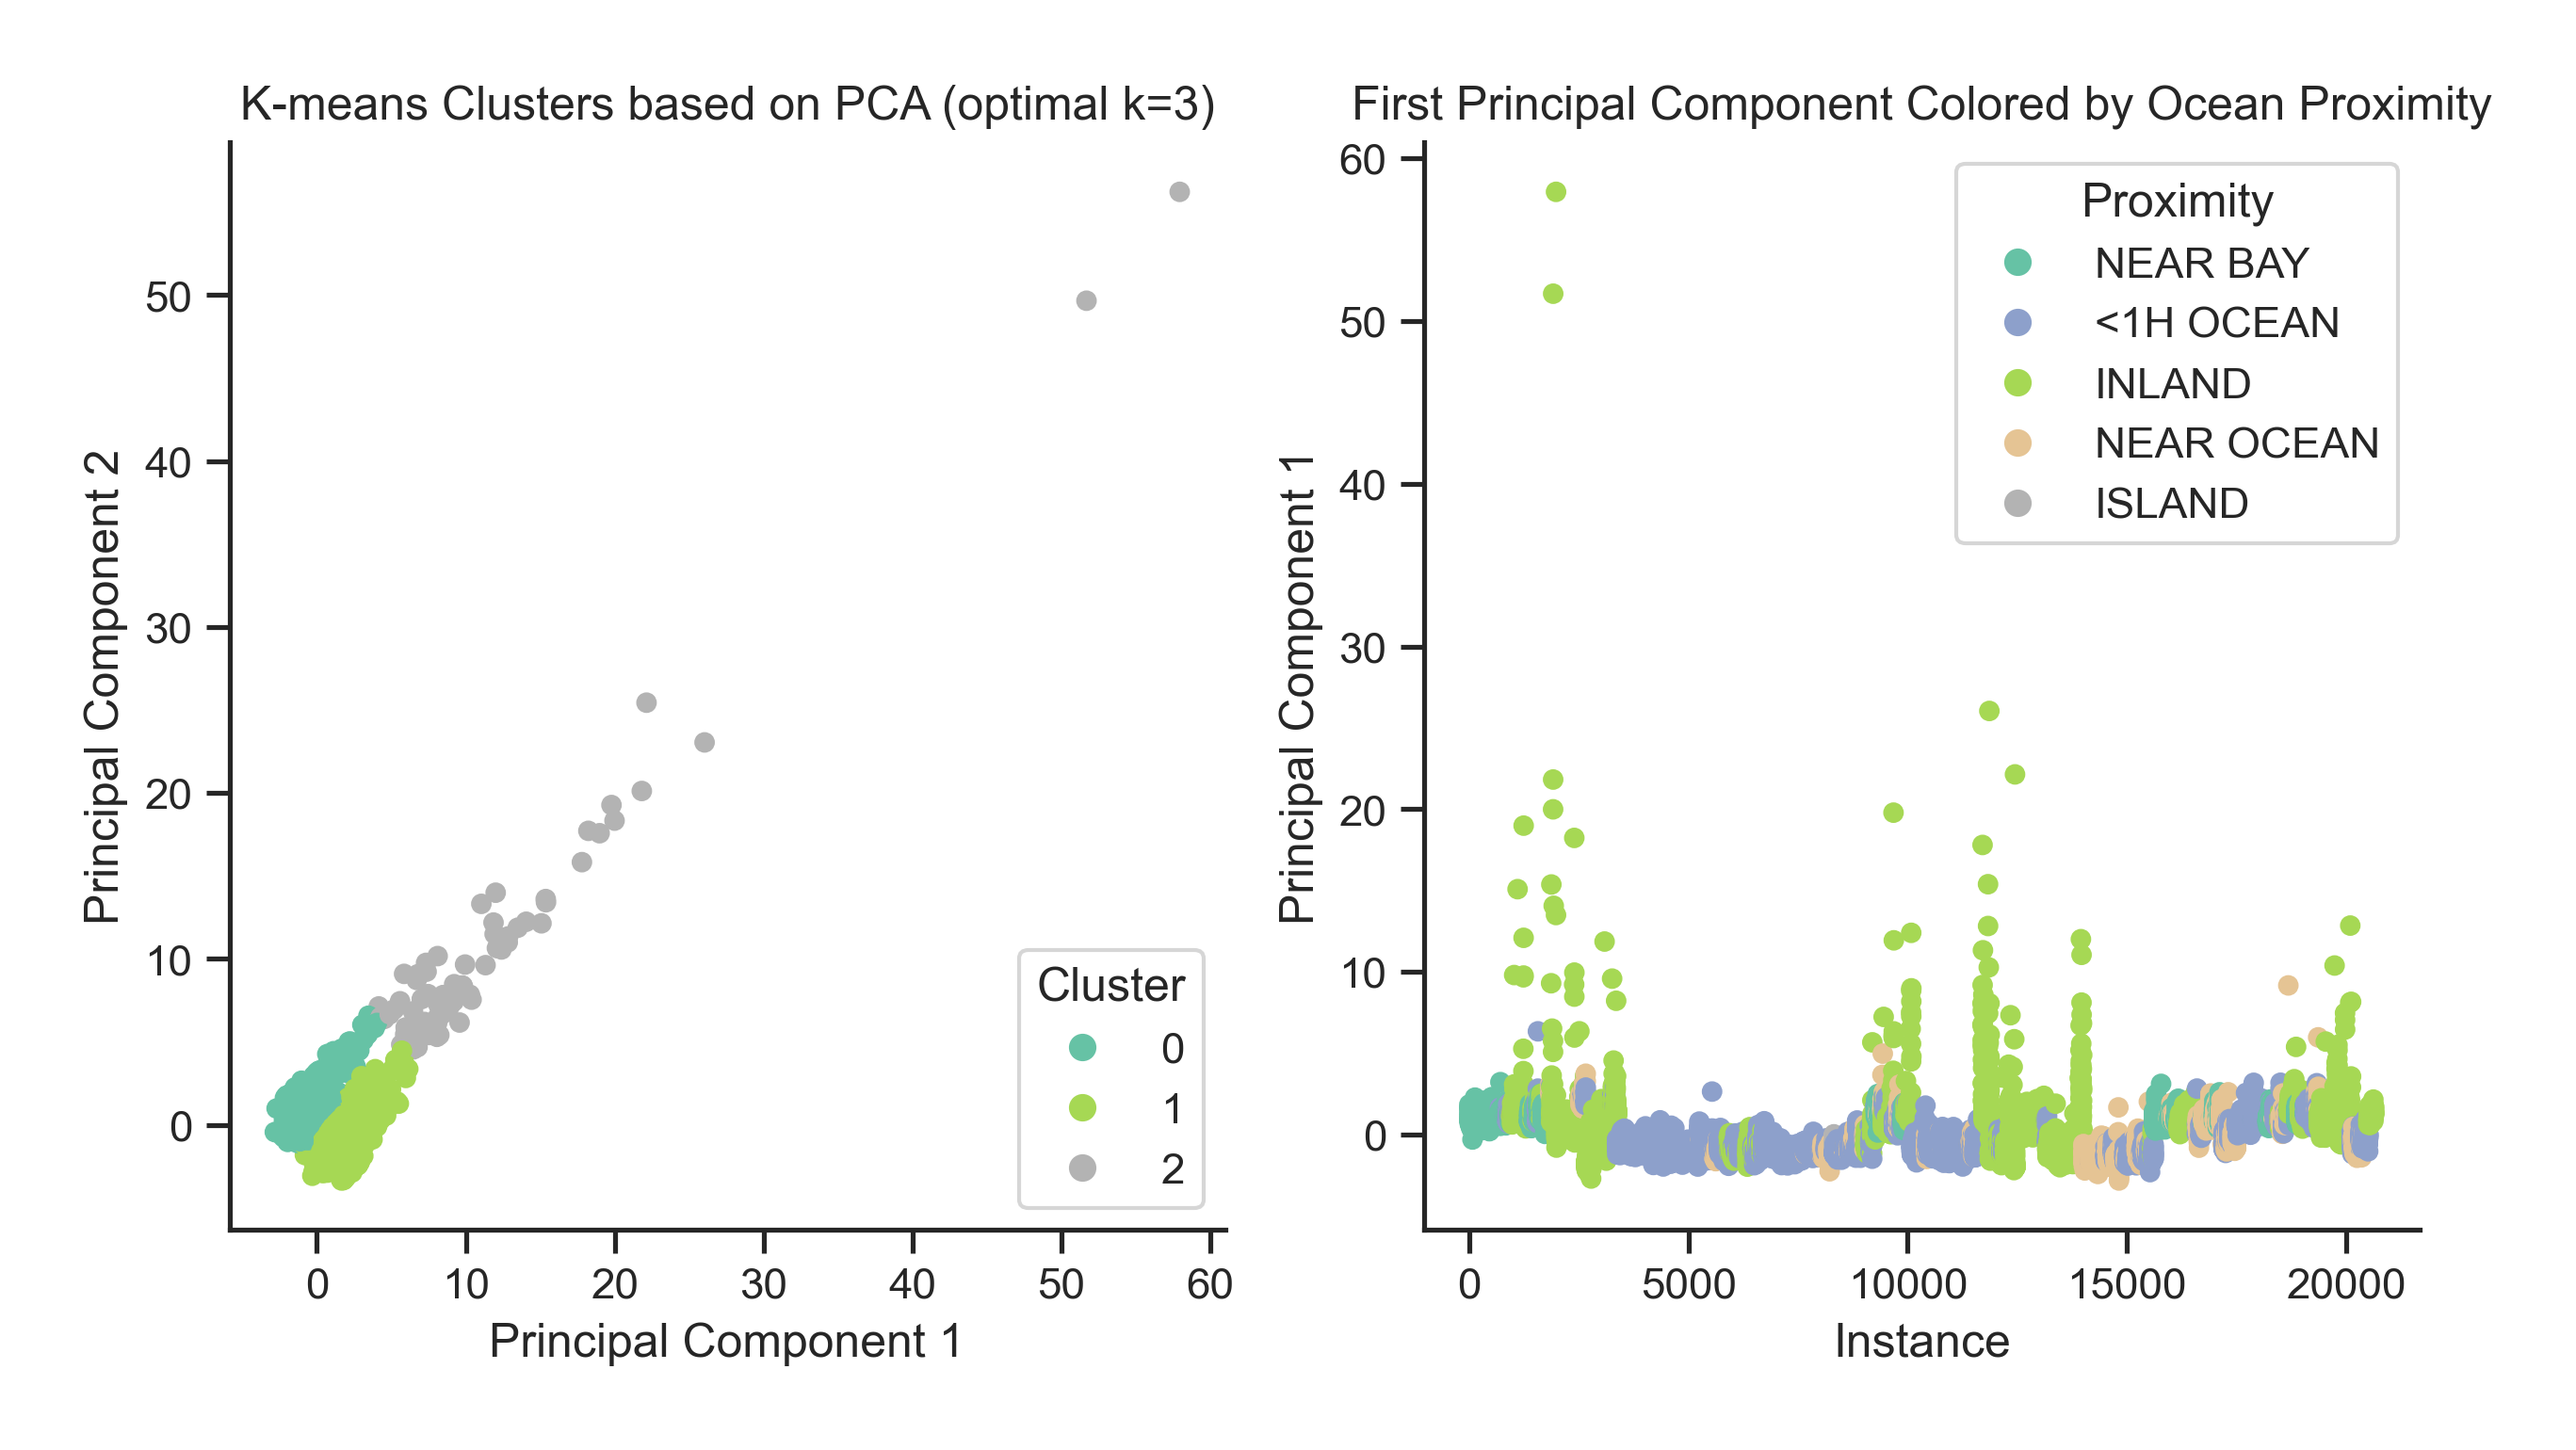 K-means Clusters based on PCA (optimal k=3)
Principal Component 2
50
40
30
20
10
0
0 10 20 30 40 50 60
Principal Component 1
Cluster
0
1
2
First Principal Component Colored by Ocean Proximity
Principal Component 1
60
50
40
30
20
10
0
0 5000 10000 15000 20000
Instance
Proximity
NEAR BAY
<1H OCEAN
INLAND
NEAR OCEAN
ISLAND